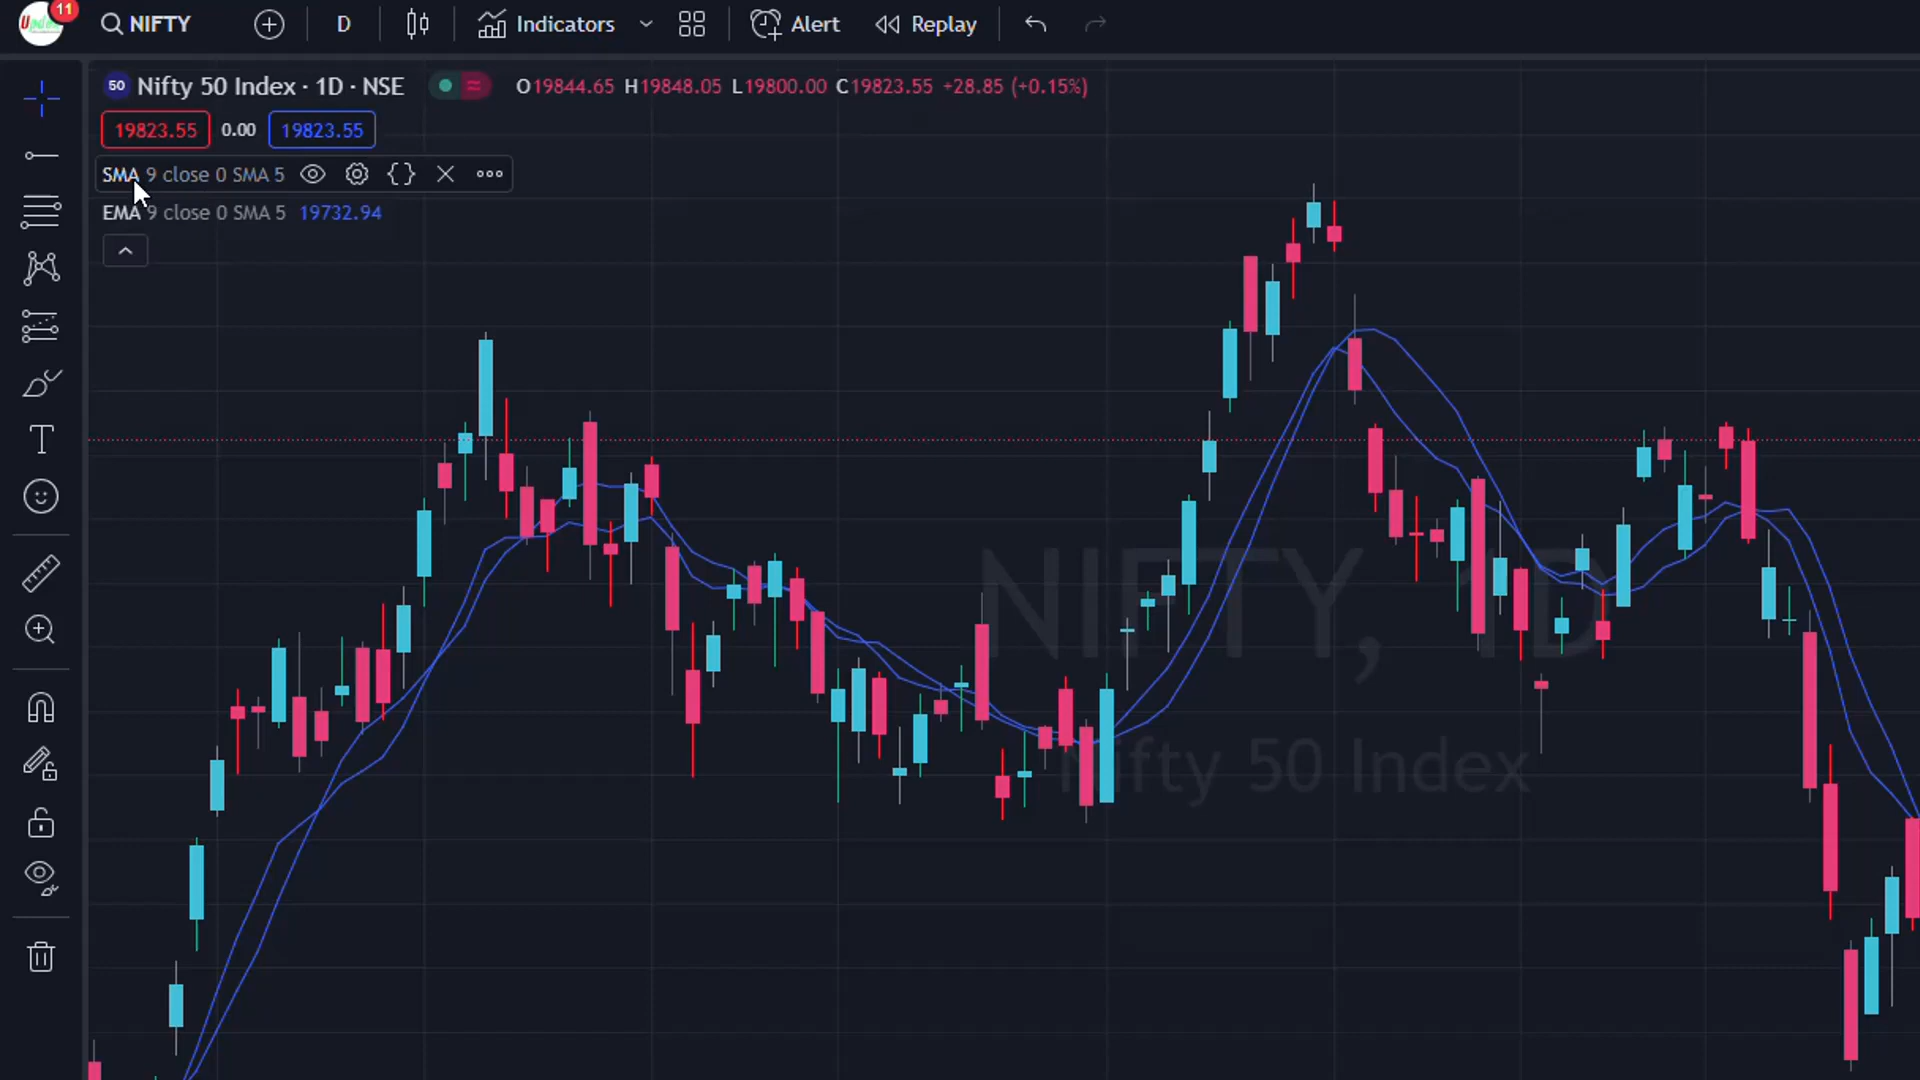 11
NIFTY D Indicators Alert Replay
50 Nifty 50 Index · 1D · NSE O19844.65 H19848.05 L19800.00 C19823.55 +28.85 (+0.15%)
19823.55 0.00 19823.55
SMA 9 close 0 SMA 5
EMA 9 close 0 SMA 5 19732.94
NIFTY, 1D
Nifty 50 Index